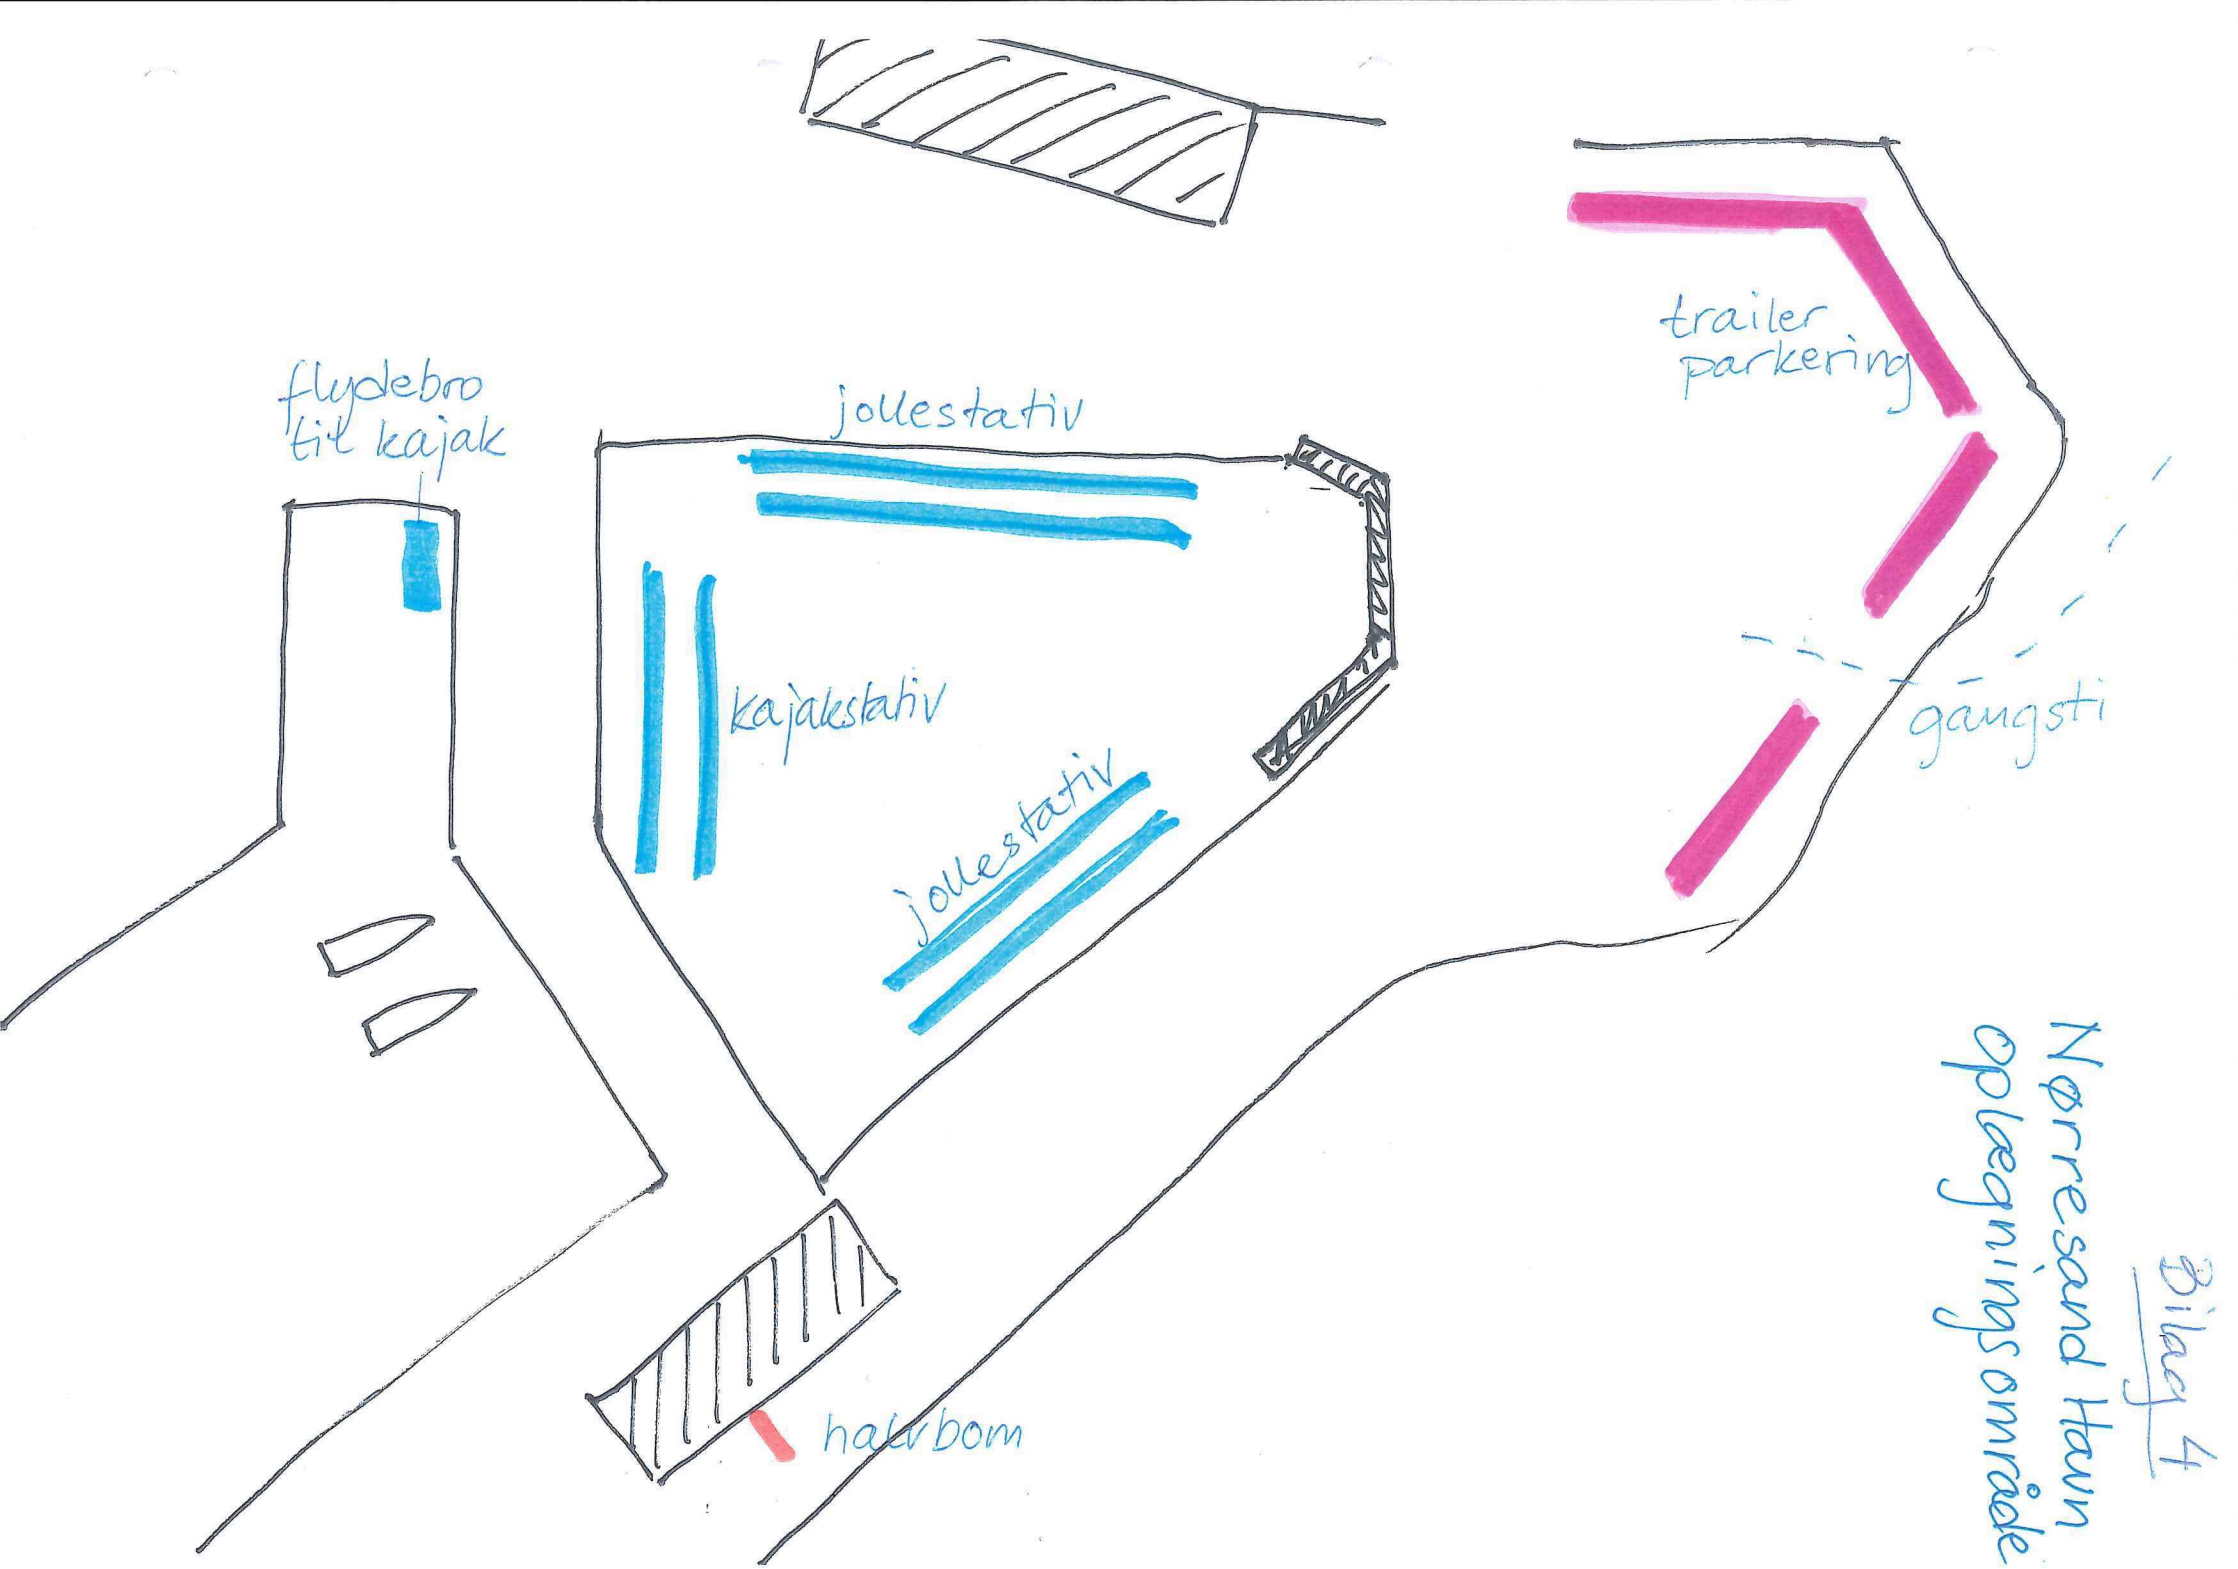 flydebro
til kajak
jollestativ
trailer
parkering
kajakstativ
jollestativ
gangsti
halvbom
Bilag 4
Nørresand Havn
oplægningsområde